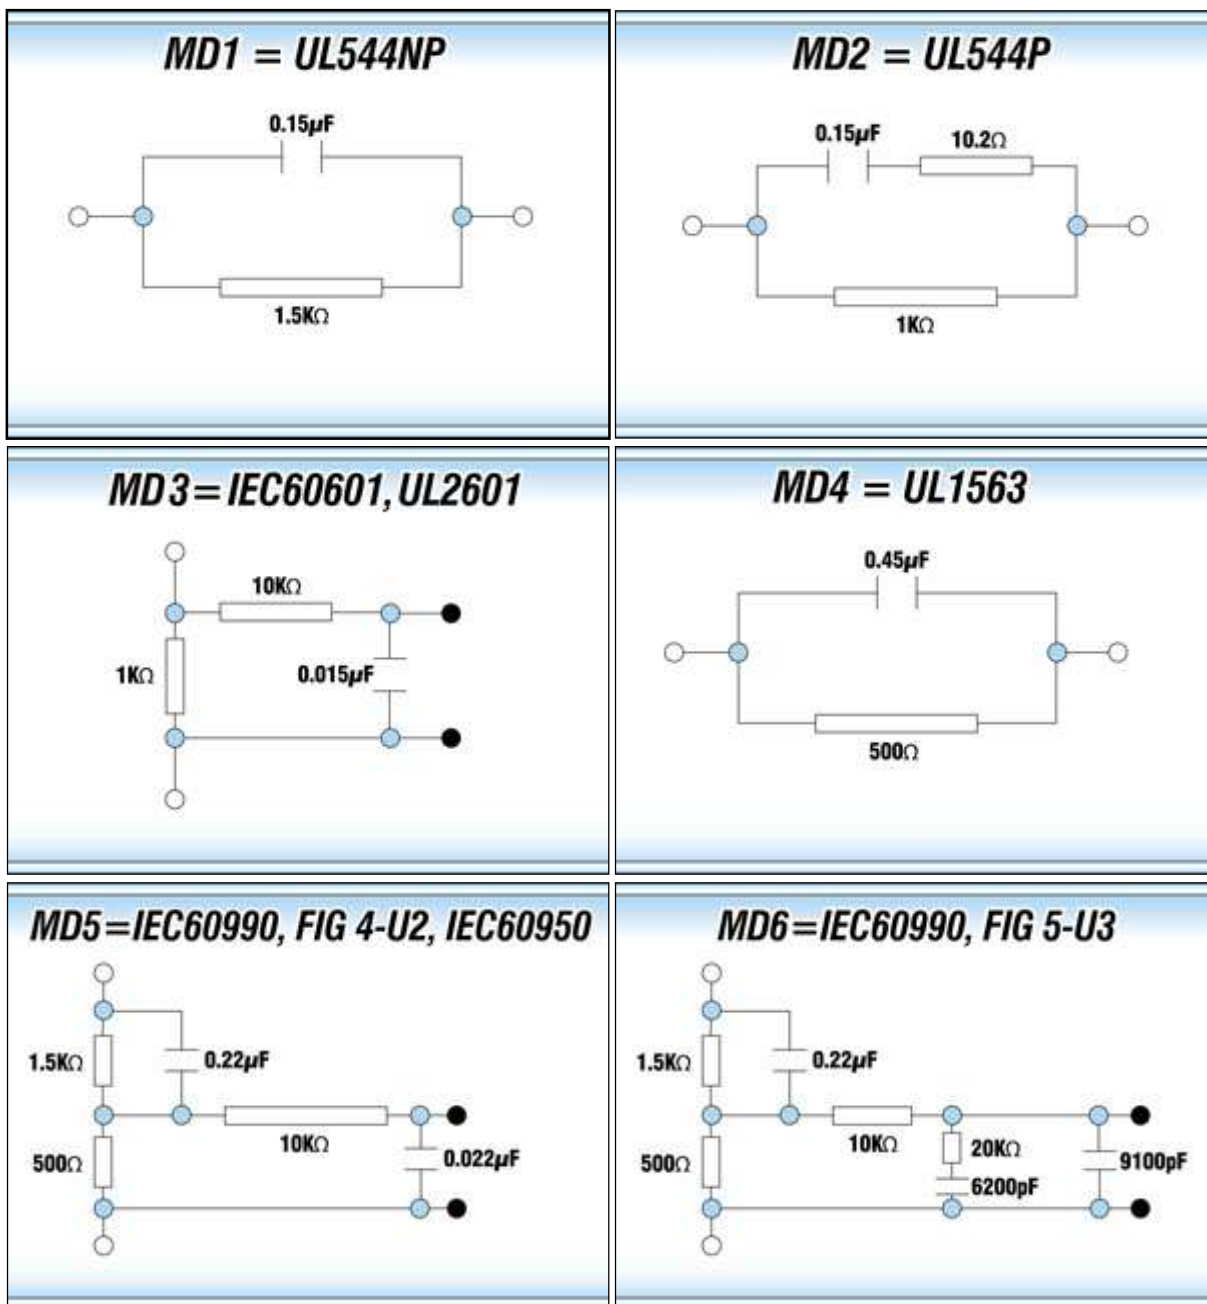 MD1 = UL544NP
0.15µF
1.5KΩ
MD2 = UL544P
0.15µF
10.2Ω
1KΩ
MD3=IEC60601, UL2601
10KΩ
1KΩ
0.015µF
MD4 = UL1563
0.45µF
500Ω
MD5=IEC60990, FIG 4-U2, IEC60950
1.5KΩ
0.22µF
10KΩ
500Ω
0.022µF
MD6=IEC60990, FIG 5-U3
1.5KΩ
0.22µF
10KΩ
20KΩ
500Ω
9100pF
6200pF